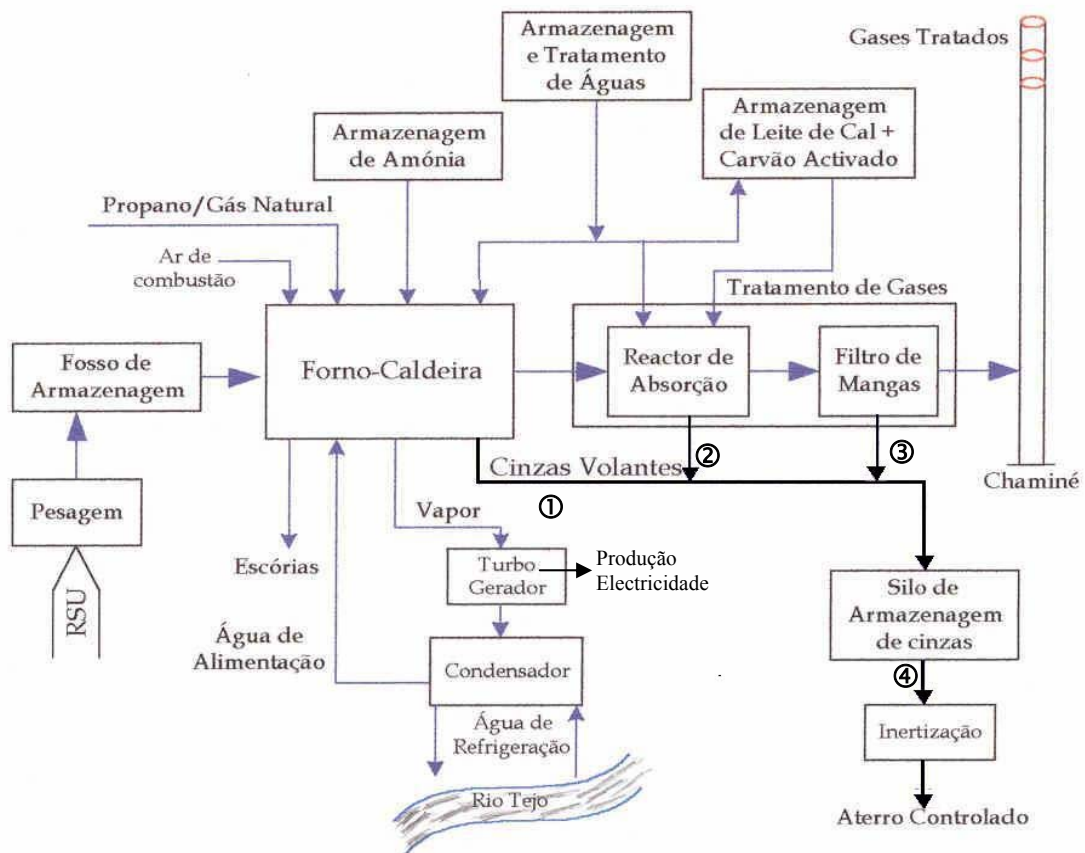 Armazenagem
e Tratamento
de Águas
Gases Tratados
Armazenagem
de Leite de Cal +
Carvão Activado
Armazenagem
de Amónia
Propano/Gás Natural
Ar de
combustão
Tratamento de Gases
Fosso de
Armazenagem
Forno-Caldeira
Reactor de
Absorção
Filtro de
Mangas
②
③
Cinzas Volantes
①
Chaminé
Pesagem
Vapor
RSU
Escórias
Turbo
Gerador
Produção
Electricidade
Silo de
Armazenagem
de cinzas
Água de
Alimentação
Condensador
④
Água de
Refrigeração
Inertização
Rio Tejo
Aterro Controlado